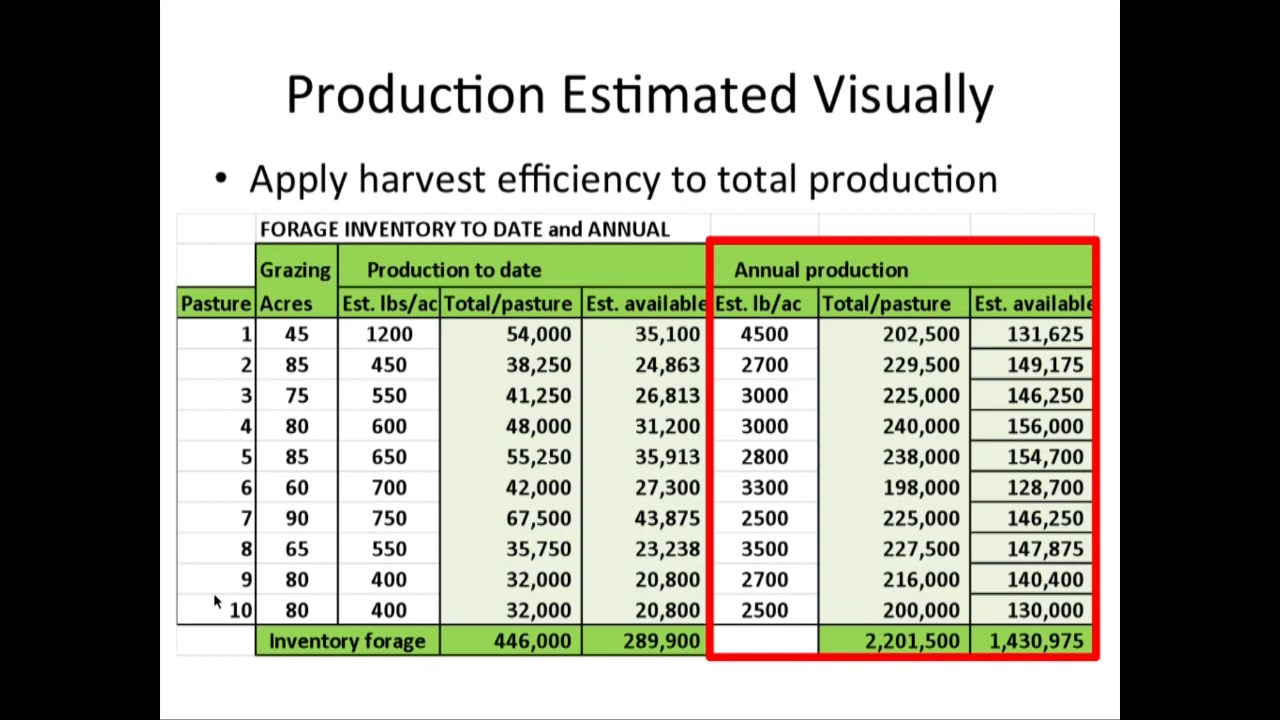 Production Estimated Visually
• Apply harvest efficiency to total production
FORAGE INVENTORY TO DATE and ANNUAL
Grazing Production to date Annual production
Pasture Acres Est. lbs/ac Total/pasture Est. available Est. lb/ac Total/pasture Est. available
1 45 1200 54,000 35,100 4500 202,500 131,625
2 85 450 38,250 24,863 2700 229,500 149,175
3 75 550 41,250 26,813 3000 225,000 146,250
4 80 600 48,000 31,200 3000 240,000 156,000
5 85 650 55,250 35,913 2800 238,000 154,700
6 60 700 42,000 27,300 3300 198,000 128,700
7 90 750 67,500 43,875 2500 225,000 146,250
8 65 550 35,750 23,238 3500 227,500 147,875
9 80 400 32,000 20,800 2700 216,000 140,400
10 80 400 32,000 20,800 2500 200,000 130,000
Inventory forage 446,000 289,900 2,201,500 1,430,975